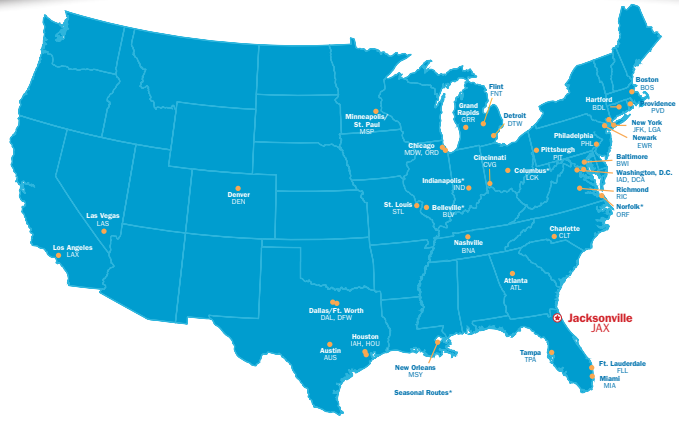 Boston
BOS
Flint
FNT
Hartford
BDL
Providence
PVD
Grand
Rapids
GRR
Detroit
DTW
Minneapolis/
St. Paul
MSP
New York
JFK, LGA
Newark
EWR
Philadelphia
PHL
Chicago
MDW, ORD
Pittsburgh
PIT
Cincinnati
CVG
Baltimore
BWI
Columbus*
LCK
Washington, D.C.
IAD, DCA
Indianapolis*
IND
Richmond
RIC
Denver
DEN
St. Louis
STL
Belleville*
BLV
Norfolk*
ORF
Las Vegas
LAS
Charlotte
CLT
Nashville
BNA
Los Angeles
LAX
Atlanta
ATL
Dallas/Ft. Worth
DAL, DFW
Jacksonville
JAX
Houston
IAH, HOU
Austin
AUS
Tampa
TPA
New Orleans
MSY
Ft. Lauderdale
FLL
Miami
MIA
Seasonal Routes*